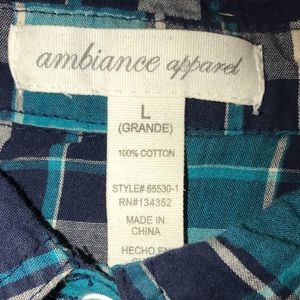 ambiance apparel
L
(GRANDE)
100% COTTON
STYLE# 65530-1
RN#134352
MADE IN
CHINA
HECHO EN